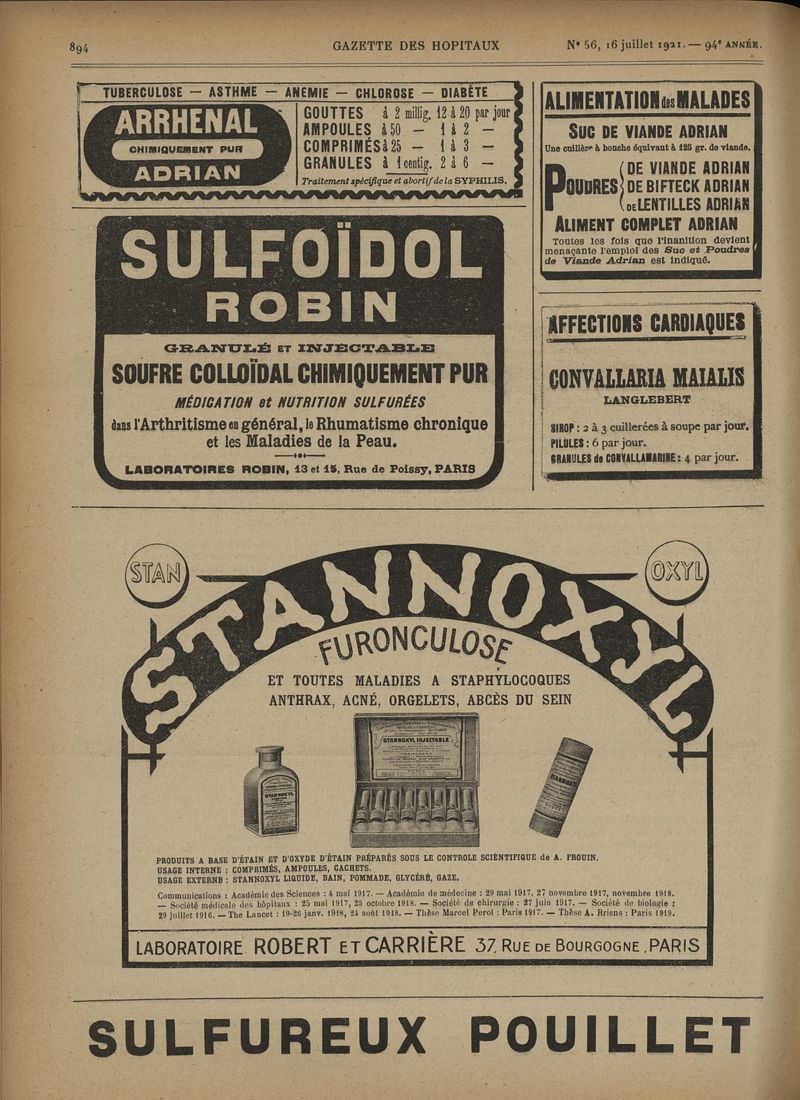 894
GAZETTE DES HOPITAUX
N° 56, 16 juillet 1921. — 94e ANNÉE.
TUBERCULOSE — ASTHME — ANEMIE — CHLOROSE — DIABÈTE
ARRHENAL
CHIMIQUEMENT PUR
ADRIAN
GOUTTES à 2 millig. 12 à 20 par jour
AMPOULES à 50 — 1 à 2 —
COMPRIMÉS à 25 — 1 à 3 —
GRANULES à 1 centig. 2 à 6 —
Traitement spécifique et abortif de la SYPHILIS.
ALIMENTATION des MALADES
SUC DE VIANDE ADRIAN
Une cuillère à bouche équivant à 125 gr. de viande.
POUDRES
DE VIANDE ADRIAN
DE BIFTECK ADRIAN
DE LENTILLES ADRIAN
ALIMENT COMPLET ADRIAN
Toutes les fois que l'inanition devient
menaçante l'emploi des Suc et Poudres
de Viande Adrian est indiqué.
SULFOÏDOL
ROBIN
GRANULÉ ET INJECTABLE
SOUFRE COLLOÏDAL CHIMIQUEMENT PUR
MÉDICATION et NUTRITION SULFURÉES
dans l'Arthritisme en général, le Rhumatisme chronique
et les Maladies de la Peau.
LABORATOIRES ROBIN, 13 et 15, Rue de Poissy, PARIS
AFFECTIONS CARDIAQUES
CONVALLARIA MAIALIS
LANGLEBERT
SIROP : 2 à 3 cuillerées à soupe par jour.
PILULES : 6 par jour.
GRANULES de CONVALLAMARINE : 4 par jour.
STAN
OXYL
STANNOXYL
FURONCULOSE
ET TOUTES MALADIES A STAPHYLOCOQUES
ANTHRAX, ACNÉ, ORGELETS, ABCÈS DU SEIN
STANNOXYL INJECTABLE
STANNOXYL
STANNOXYL
PRODUITS A BASE D'ÉTAIN ET D'OXYDE D'ÉTAIN PRÉPARÉS SOUS LE CONTROLE SCIENTIFIQUE de A. FROUIN.
USAGE INTERNE : COMPRIMÉS, AMPOULES, CACHETS.
USAGE EXTERNE : STANNOXYL LIQUIDE, BAIN, POMMADE, GLYCÉRÉ, GAZE.
Communications : Académie des Sciences : 4 mai 1917. — Académie de médecine : 29 mai 1917, 27 novembre 1917, novembre 1918.
— Société médicale des hôpitaux : 25 mai 1917, 25 octobre 1918. — Société de chirurgie : 27 juin 1917. — Société de biologie :
29 juillet 1916. — The Lancet : 19-26 janv. 1918, 24 août 1918. — Thèse Marcel Perol : Paris 1917. — Thèse A. Briens : Paris 1919.
LABORATOIRE ROBERT ET CARRIÈRE 37, RUE DE BOURGOGNE, PARIS
SULFUREUX POUILLET